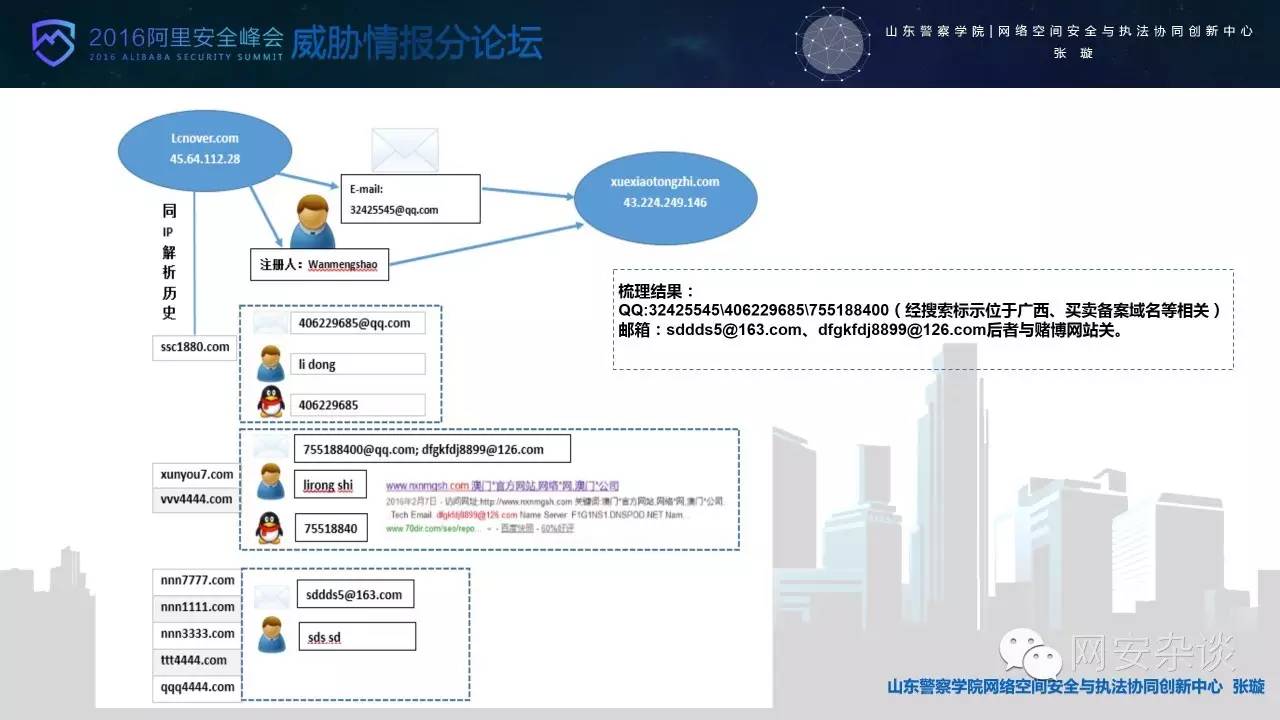 2016阿里安全峰会
2016 ALIBABA SECURITY SUMMIT
威胁情报分论坛
山东警察学院|网络空间安全与执法协同创新中心
张 璇
Lcnover.com
45.64.112.28
E-mail:
32425545@qq.com
xuexiaotongzhi.com
43.224.249.146
同
IP
解
析
历
史
注册人：Wanmengshao
梳理结果：
QQ:32425545\406229685\755188400（经搜索标示位于广西、买卖备案域名等相关）
邮箱：sddds5@163.com、dfgkfdj8899@126.com后者与赌博网站关。
ssc1880.com
406229685@qq.com
li dong
406229685
xunyou7.com
vvv4444.com
755188400@qq.com; dfgkfdj8899@126.com
lirong shi
75518840
www.nxnmgsh.com 澳门*官方网站,网络*网,澳门*公司
2016年2月7日 - 访问网址:http://www.nxnmgsh.com 关键词:澳门*官方网站,网络*网,澳门*公司.
Tech Email: dfgkfdj8899@126.com Name Server: F1G1NS1.DNSPOD.NET Nam...
www.70dir.com/seo/repo... - 百度快照 - 60%好评
nnn7777.com
nnn1111.com
nnn3333.com
ttt4444.com
qqq4444.com
sddds5@163.com
sds sd
网安杂谈
山东警察学院网络空间安全与执法协同创新中心 张璇